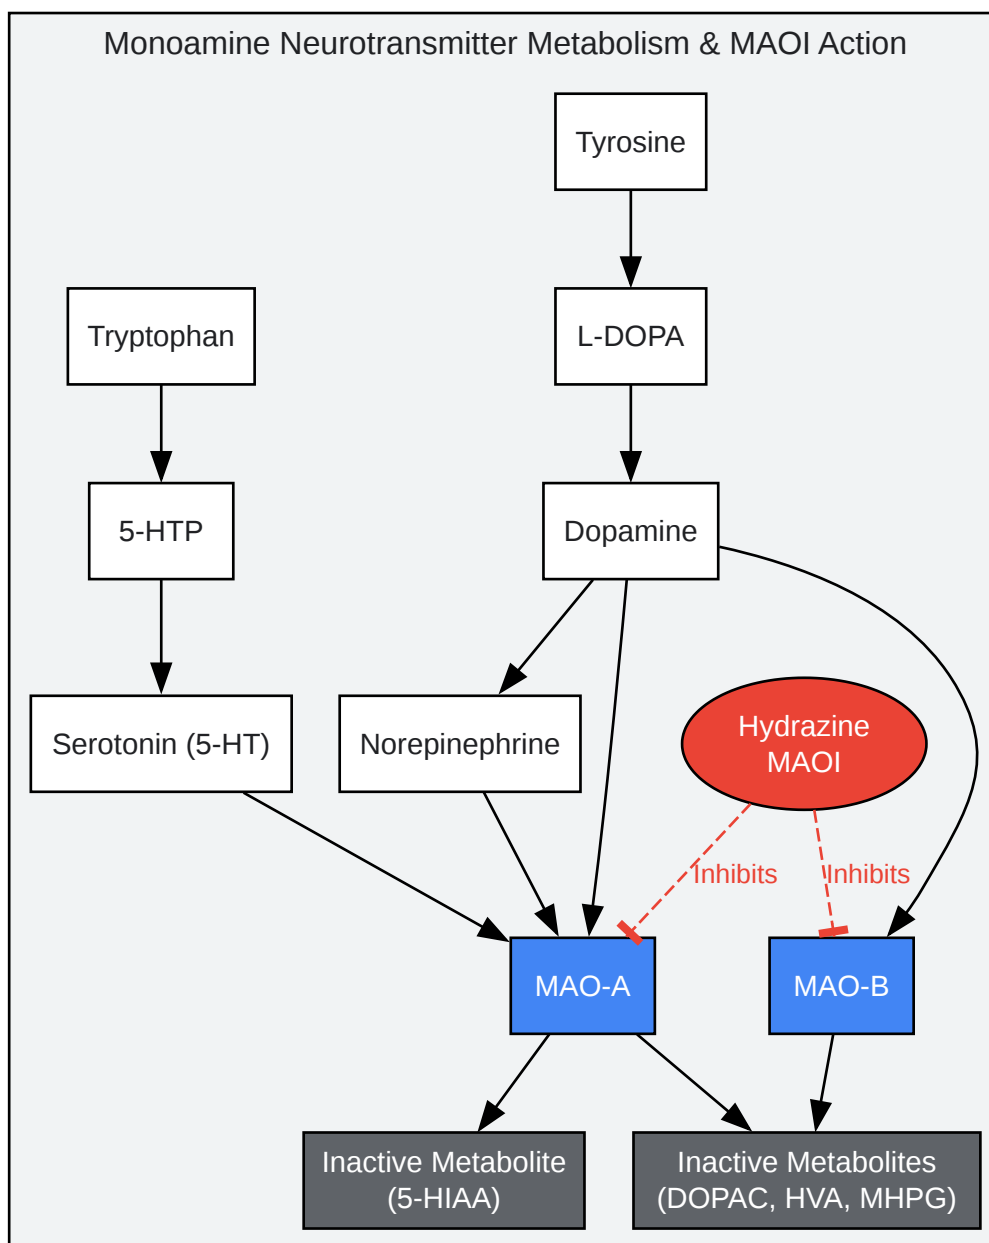 Monoamine Neurotransmitter Metabolism & MAOI Action
Tyrosine
Tryptophan
L-DOPA
5-HTP
Dopamine
Serotonin (5-HT)
Norepinephrine
Hydrazine
MAOI
Inhibits
Inhibits
MAO-A
MAO-B
Inactive Metabolite
(5-HIAA)
Inactive Metabolites
(DOPAC, HVA, MHPG)